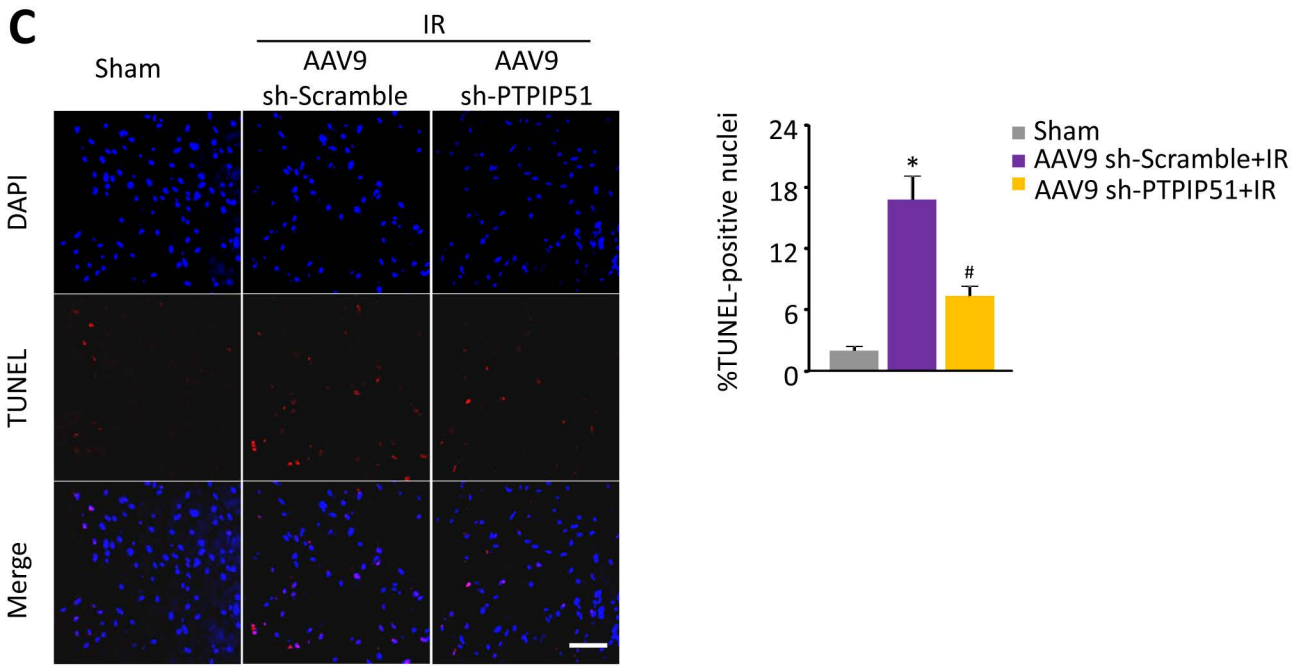 C
IR
Sham
AAV9
sh-Scramble
AAV9
sh-PTPIP51
DAPI
TUNEL
Merge
%TUNEL-positive nuclei
24
18
12
6
0
*
#
Sham
AAV9 sh-Scramble+IR
AAV9 sh-PTPIP51+IR